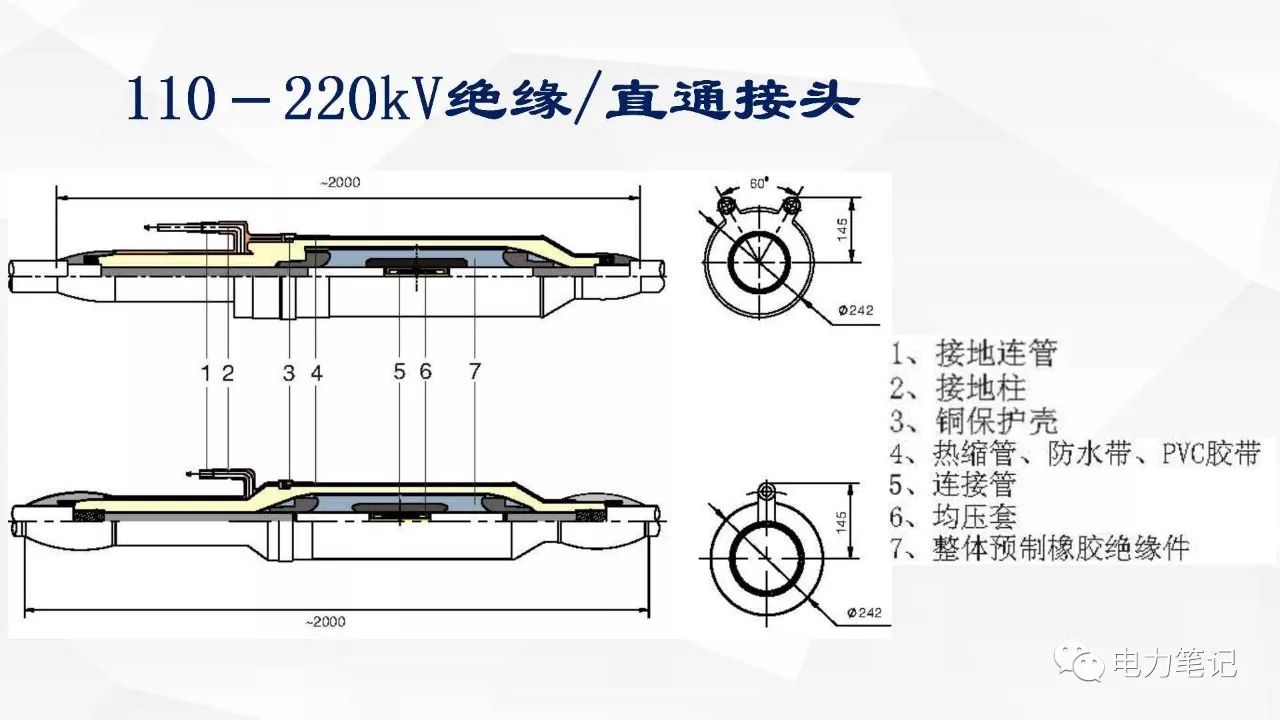 110－220kV绝缘/直通接头
~2000
60°
145
Ø242
1 2 3 4 5 6 7
1、接地连管
2、接地柱
3、铜保护壳
4、热缩管、防水带、PVC胶带
5、连接管
6、均压套
7、整体预制橡胶绝缘件
145
Ø242
~2000
电力笔记